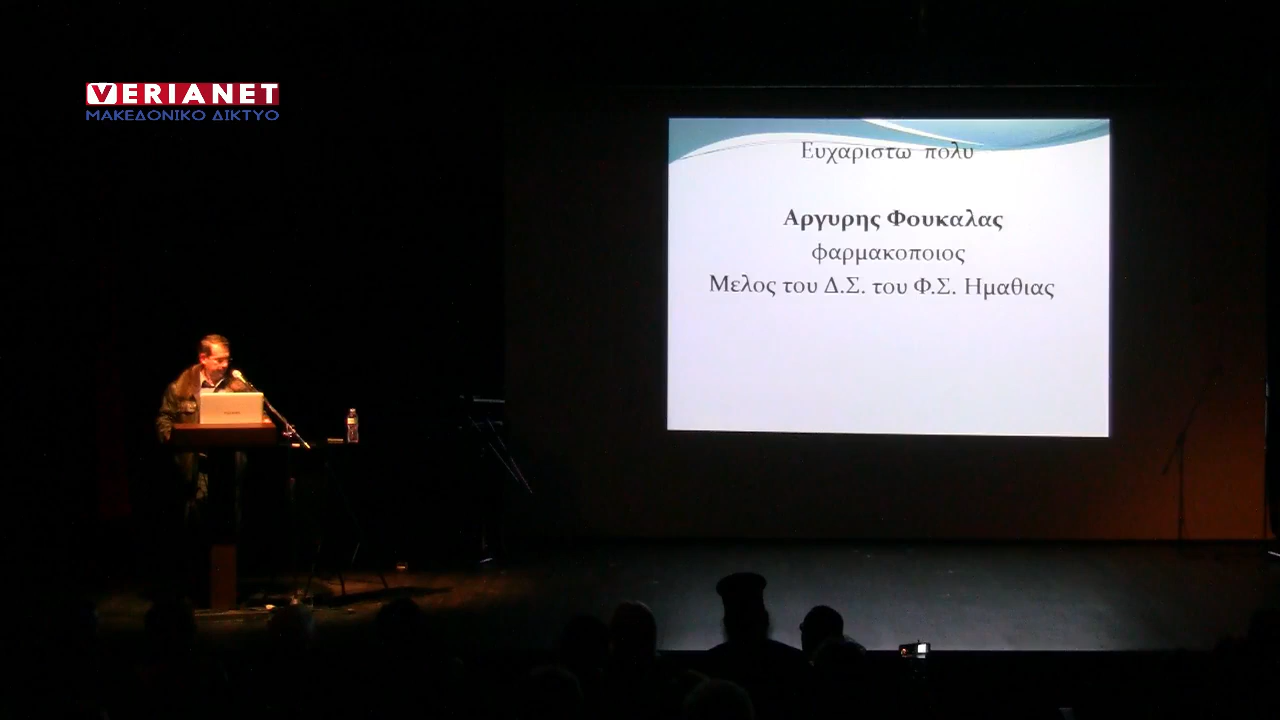 VERIANET
ΜΑΚΕΔΟΝΙΚΟ ΔΙΚΤΥΟ
Ευχαριστω πολυ
Αργυρης Φουκαλας
φαρμακοποιος
Μελος του Δ.Σ. του Φ.Σ. Ημαθιας